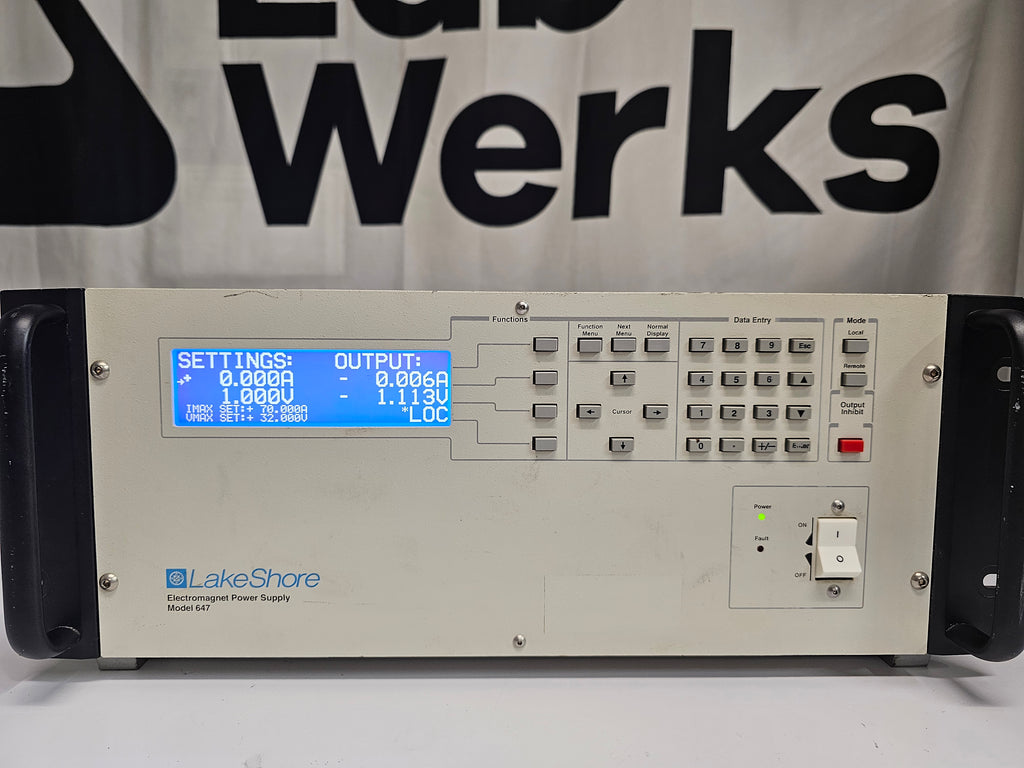 Lab
Werks
SETTINGS: OUTPUT:
→+ 0.000A - 0.006A
1.000V - 1.113V
IMAX SET:+ 70.000A
VMAX SET:+ 32.000V *LOC
Functions
Function Menu
Next Menu
Normal Display
Cursor
Data Entry
7 8 9 Esc
4 5 6 ▲
1 2 3 ▼
0 . +/- Enter
Mode
Local
Remote
Output
Inhibit
Power
Fault
ON
OFF
I
O
LakeShore
Electromagnet Power Supply
Model 647